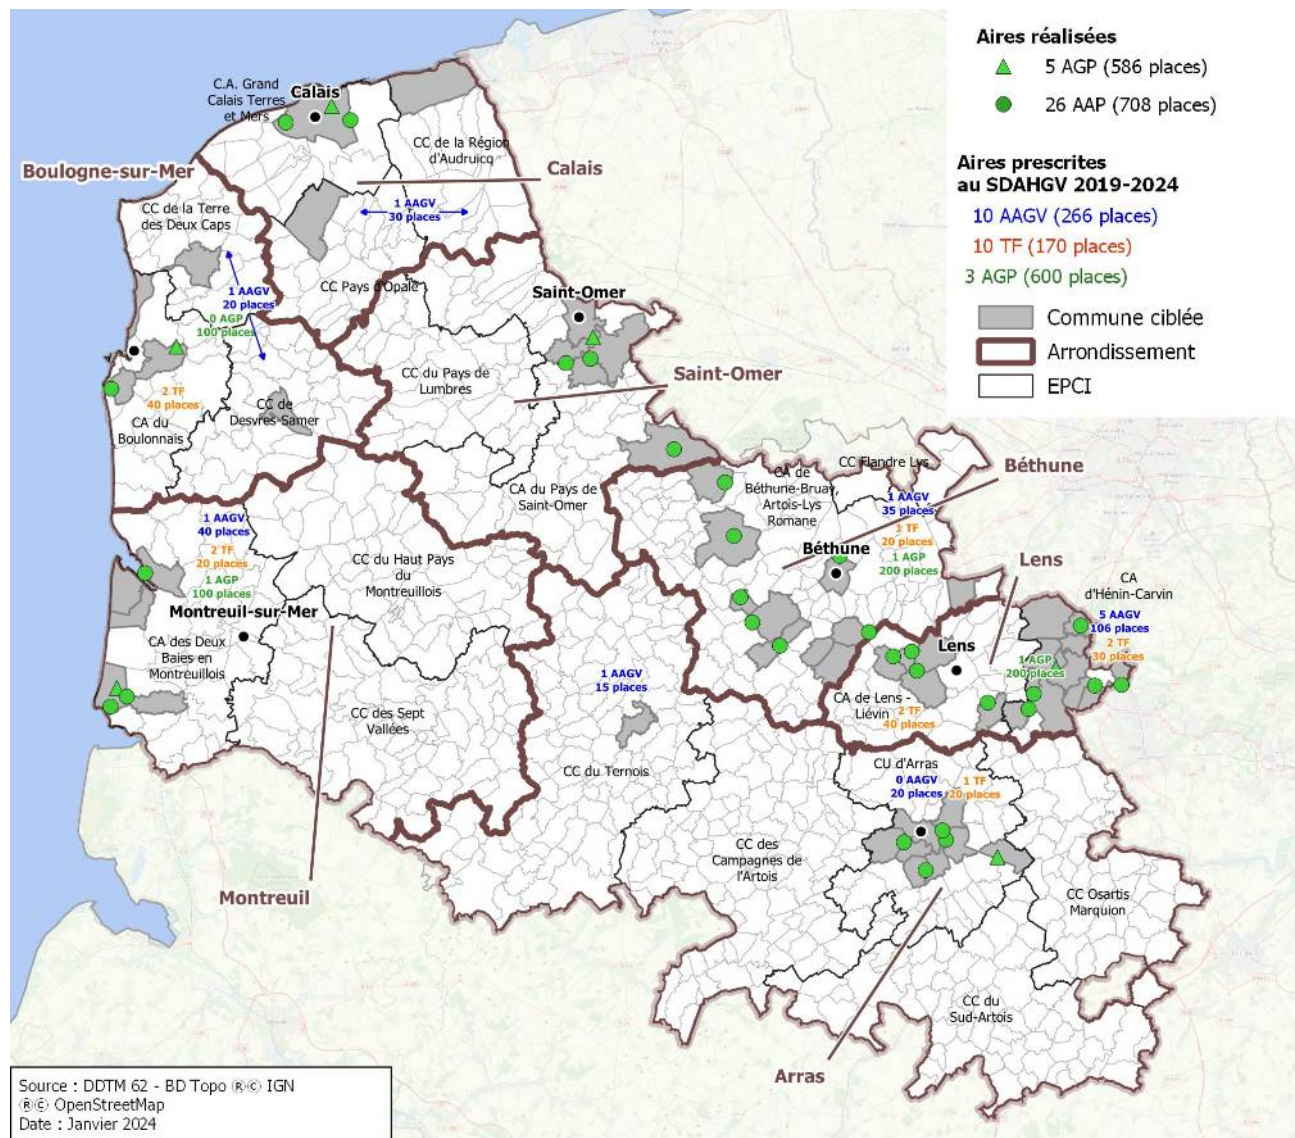 Aires réalisées
5 AGP (586 places)
26 AAP (708 places)
Aires prescrites
au SDAHGV 2019-2024
10 AAGV (266 places)
10 TF (170 places)
3 AGP (600 places)
Commune ciblée
Arrondissement
EPCI
C.A. Grand
Calais Terres
et Mers
Calais
CC de la Région
d'Audruicq
Calais
Boulogne-sur-Mer
CC de la Terre
des Deux Caps
1 AAGV
30 places
CC Pays d'Opale
1 AAGV
20 places
0 AGP
100 places
Saint-Omer
CC du Pays de
Lumbres
Saint-Omer
2 TF
40 places
CC de
Desvres-Samer
CA du
Boulonnais
CA du Pays de
Saint-Omer
CA de
Béthune-Bruay,
Artois-Lys
Romane
CC Flandre Lys
Béthune
1 AAGV
35 places
1 TF
20 places
1 AGP
200 places
Béthune
1 AAGV
40 places
2 TF
20 places
1 AGP
100 places
CC du Haut Pays
du
Montreuillois
Montreuil-sur-Mer
CA des Deux
Baies en
Montreuillois
Lens
CA
d'Hénin-Carvin
5 AAGV
106 places
2 TF
30 places
1 AGP
200 places
Lens
CA de Lens -
Liévin
2 TF
40 places
1 AAGV
15 places
CC des Sept
Vallées
CC du Ternois
CU d'Arras
0 AAGV
20 places
1 TF
20 places
CC des
Campagnes de
l'Artois
CC Osartis
Marquion
Montreuil
CC du
Sud-Artois
Arras
Source : DDTM 62 - BD Topo ®© IGN
®© OpenStreetMap
Date : Janvier 2024